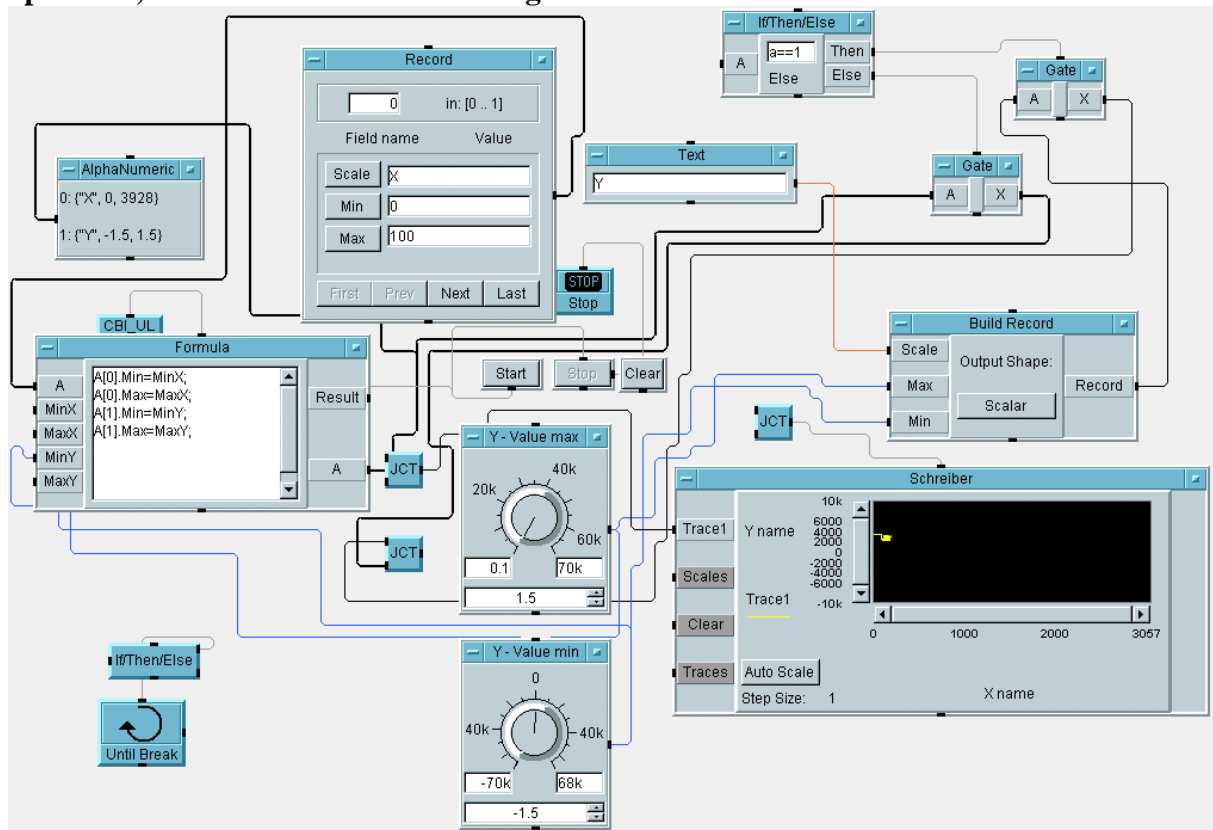 If/Then/Else
A
a==1
Then
Else
Else
Gate
A
X
Record
0
in: [0 .. 1]
Field name
Value
Scale
X
Min
0
Max
100
First
Prev
Next
Last
AlphaNumeric
0: {"X", 0, 3928}
1: {"Y", -1.5, 1.5}
Text
Y
Gate
A
X
STOP
Stop
CBI_UL
Formula
A
MinX
MaxX
MinY
MaxY
A[0].Min=MinX;
A[0].Max=MaxX;
A[1].Min=MinY;
A[1].Max=MaxY;
Result
A
Start
Stop
Clear
JCT
JCT
Build Record
Scale
Max
Min
Output Shape:
Scalar
Record
JCT
Y - Value max
20k
40k
60k
0.1
70k
1.5
Schreiber
Trace1
Scales
Clear
Traces
Y name
Trace1
10k
6000
4000
2000
0
-2000
-4000
-6000
-10k
0
1000
2000
3057
Auto Scale
Step Size: 1
X name
If/Then/Else
Until Break
Y - Value min
0
40k
40k
-70k
68k
-1.5